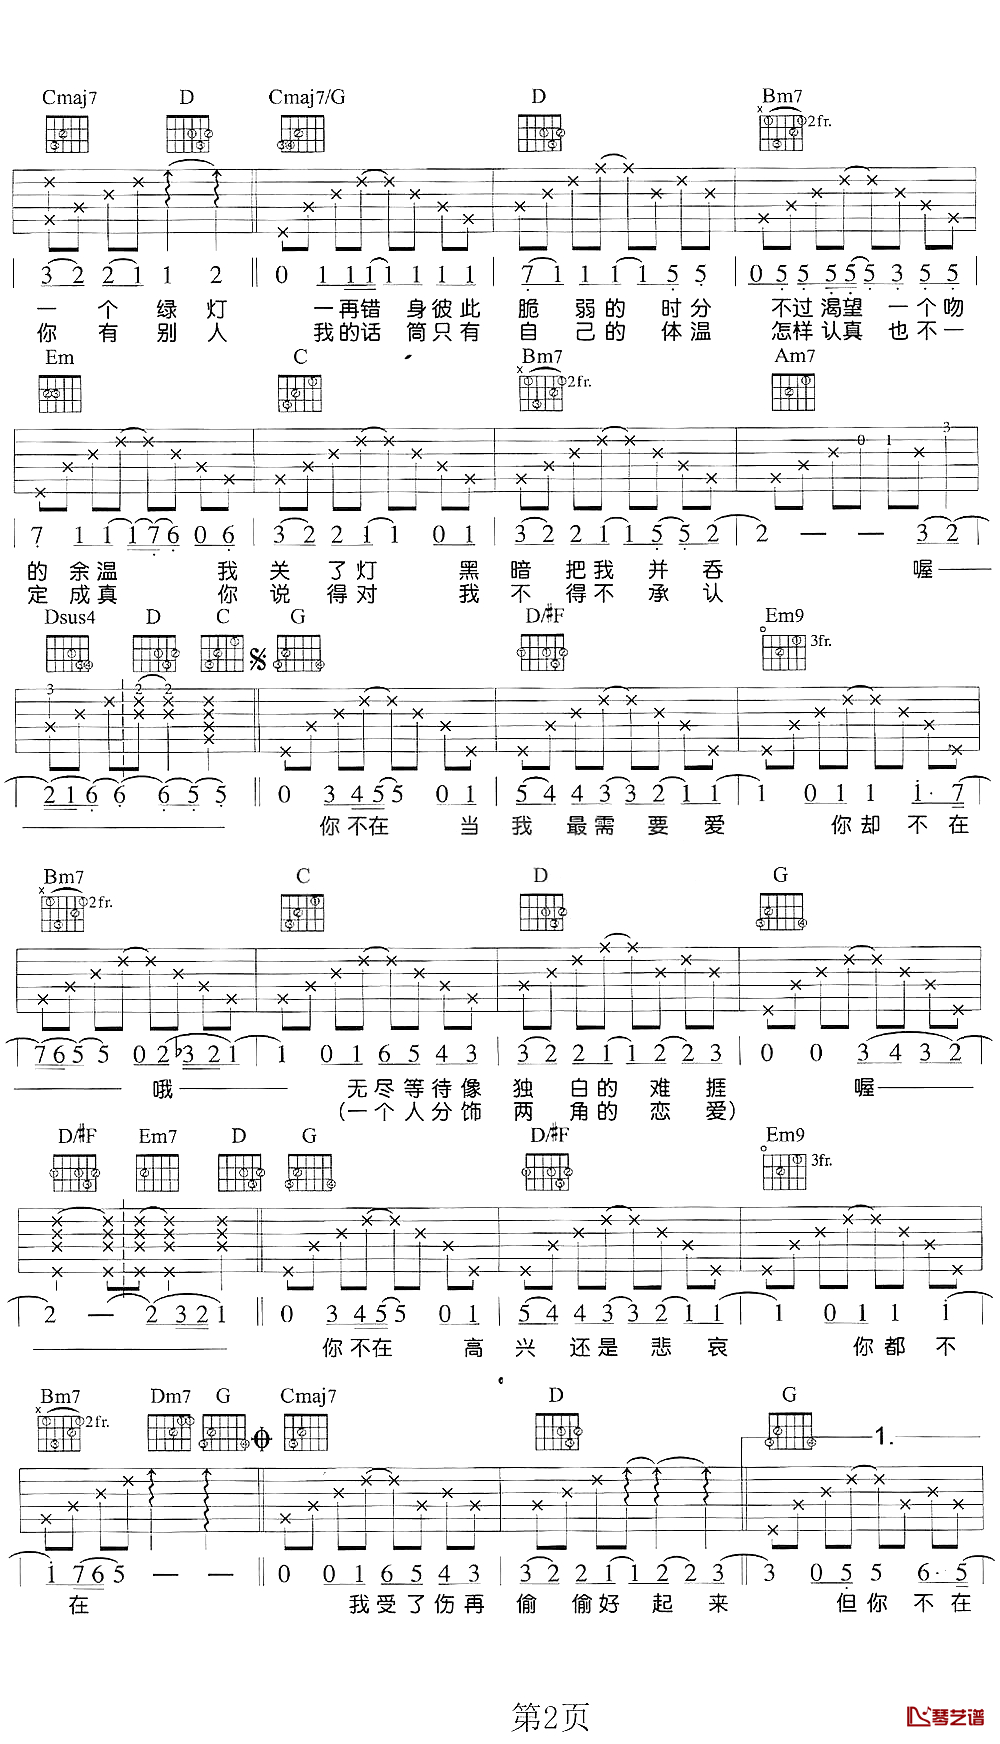 Cmaj7 D Cmaj7/G D Bm7
2fr.
3 2 2 1 1 2 0 1 1 1 1 1 1 1 7 1 1 1 1 5 5 0 5 5 5 5 5 3 5 5
一个绿灯 一再错身彼此 脆弱的时分 不过渴望一个吻
你有别人 我的话筒只有 自己的体温 怎样认真也不一
Em C Bm7 Am7
2fr.
0 1 3
7 1 1 1 7 6 0 6 3 2 2 1 1 0 1 3 2 2 1 1 5 5 2 2 — — 3 2
的余温 我关了灯 黑暗把我并吞 喔
定成真 你说得对 我不得不承认
Dsus4 D C G D/#F Em9
3fr.
3 2 2
2 1 6 6 6 5 5 0 3 4 5 5 0 1 5 4 4 3 3 2 1 1 1 0 1 1 1· 7
你不在 当我最需要爱 你却不在
Bm7 C D G
2fr.
7 6 5 5 0 2 b3 2 1 1 0 1 6 5 4 3 3 2 2 1 1 2 2 3 0 0 3 4 3 2
哦 无尽等待像独白的难捱 喔
(一个人分饰两角的恋爱)
D/#F Em7 D G D/#F Em9
3fr.
2 — 2 3 2 1 0 3 4 5 5 0 1 5 4 4 3 3 2 1 1 1 0 1 1 1
你不在 高兴还是悲哀 你都不
Bm7 Dm7 G Cmaj7 D G
2fr.
1.
1 7 6 5 — — 0 0 1 6 5 4 3 3 2 2 1 1 2 2 3 3 0 5 5 6· 5
在 我受了伤再偷偷好起来 但你不在
第2页
琴艺谱